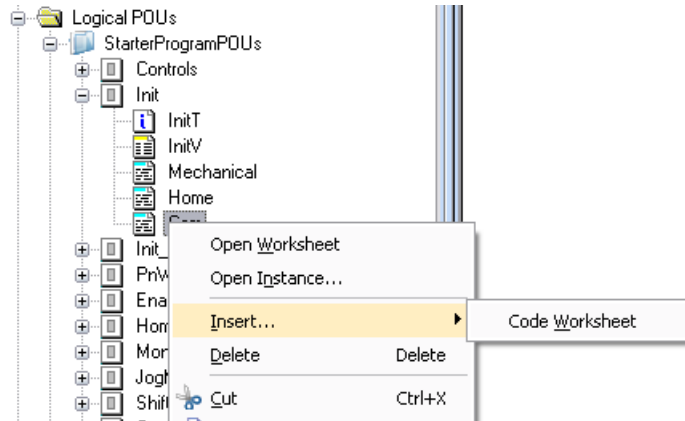 Logical POUs
StarterProgramPOUs
Controls
Init
InitT
InitV
Mechanical
Home
Open Worksheet
Open Instance...
Insert...
Code Worksheet
Delete Delete
Cut Ctrl+X